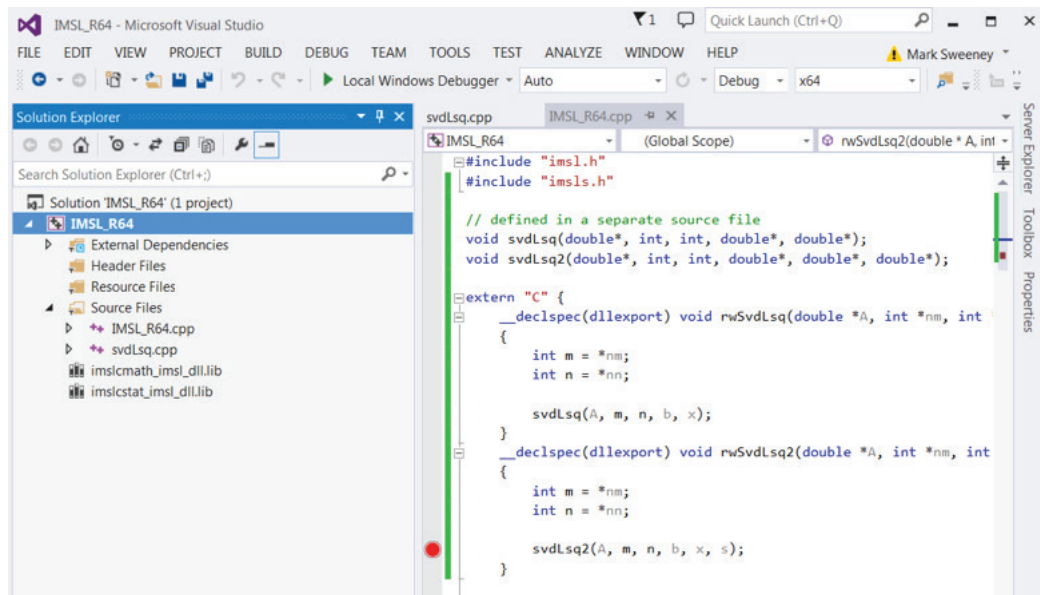 IMSL_R64 - Microsoft Visual Studio
1
Quick Launch (Ctrl+Q)
FILE EDIT VIEW PROJECT BUILD DEBUG TEAM TOOLS TEST ANALYZE WINDOW HELP
Mark Sweeney
Local Windows Debugger
Auto
Debug
x64
Solution Explorer
Search Solution Explorer (Ctrl+;)
Solution 'IMSL_R64' (1 project)
IMSL_R64
External Dependencies
Header Files
Resource Files
Source Files
IMSL_R64.cpp
svdLsq.cpp
imslcmath_imsl_dll.lib
imslcstat_imsl_dll.lib
svdLsq.cpp
IMSL_R64.cpp
IMSL_R64
(Global Scope)
rwSvdLsq2(double * A, int
#include "imsl.h"
#include "imsls.h"
// defined in a separate source file
void svdLsq(double*, int, int, double*, double*);
void svdLsq2(double*, int, int, double*, double*, double*);
extern "C" {
__declspec(dllexport) void rwSvdLsq(double *A, int *nm, int
{
int m = *nm;
int n = *nn;
svdLsq(A, m, n, b, x);
}
__declspec(dllexport) void rwSvdLsq2(double *A, int *nm, int
{
int m = *nm;
int n = *nn;
svdLsq2(A, m, n, b, x, s);
}
Server Explorer
Toolbox
Properties